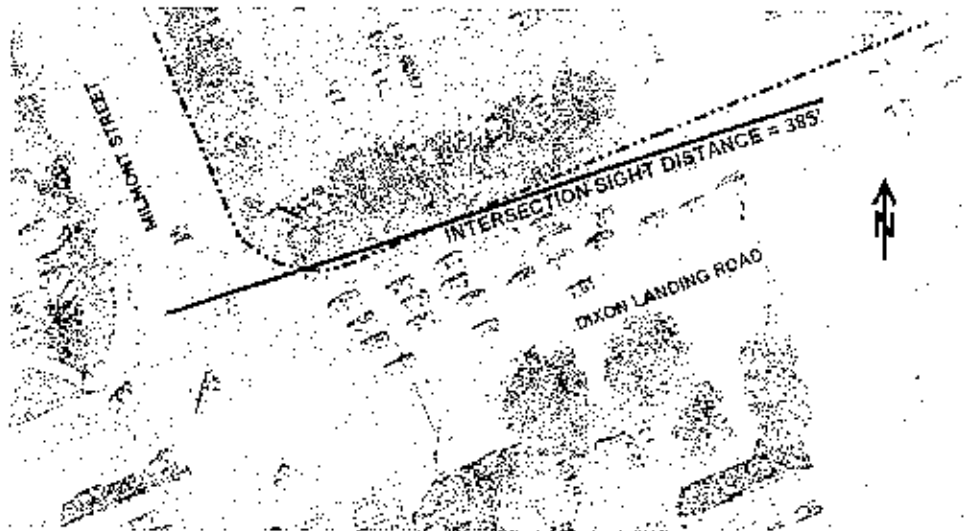 MILMONT STREET
INTERSECTION SIGHT DISTANCE = 385'
N
DIXON LANDING ROAD